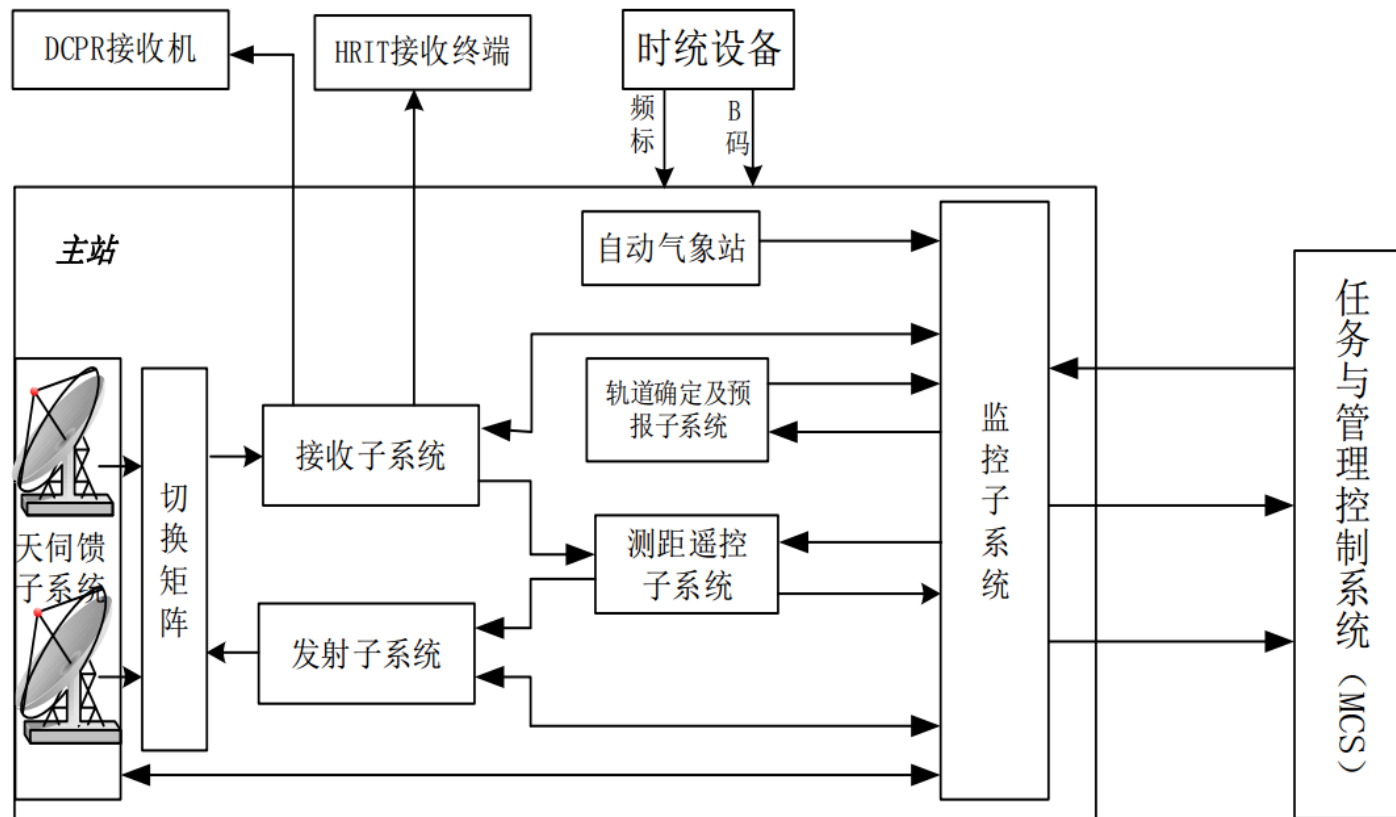 DCPR接收机
HRIT接收终端
时统设备
频标
B码
主站
自动气象站
轨道确定及预
报子系统
接收子系统
切换矩阵
监控子系统
任务与管理控制系统（MCS）
天伺馈
子系统
测距遥控
子系统
发射子系统